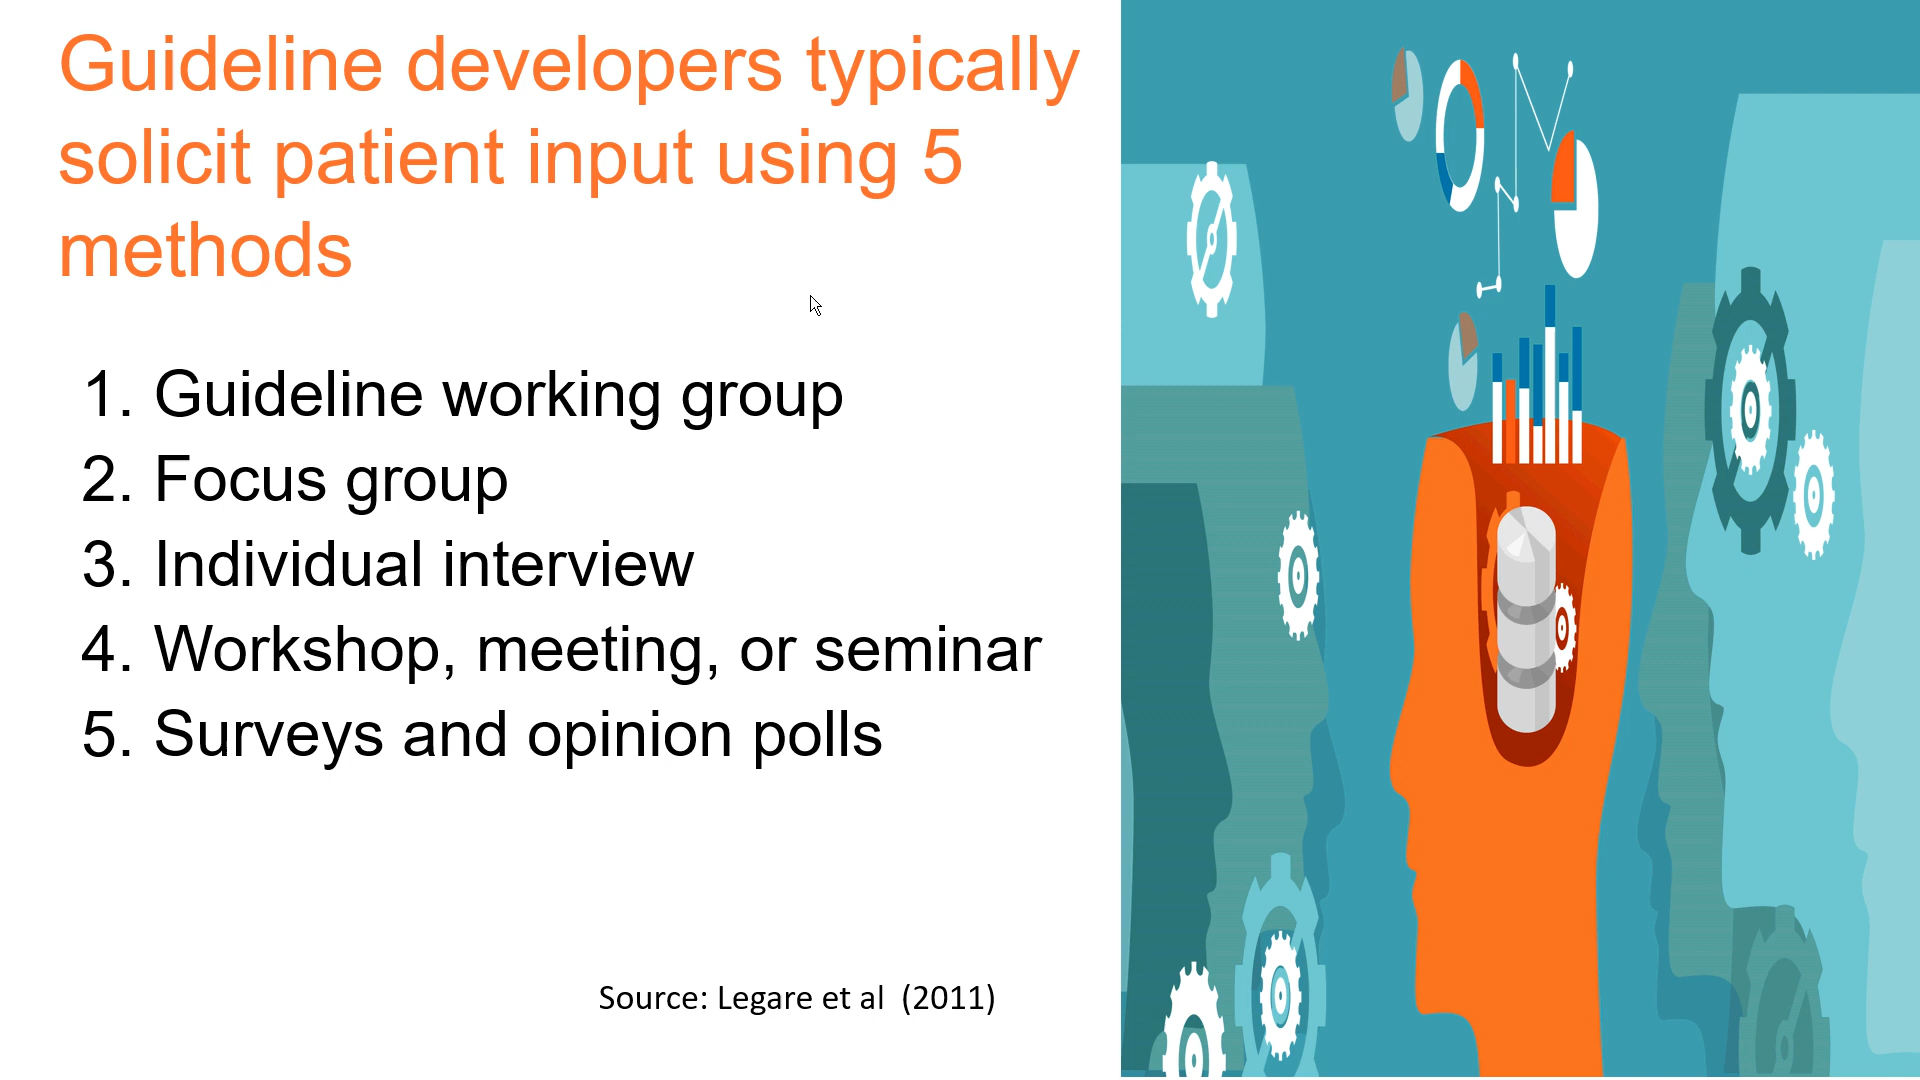 Guideline developers typically
solicit patient input using 5
methods
1. Guideline working group
2. Focus group
3. Individual interview
4. Workshop, meeting, or seminar
5. Surveys and opinion polls
Source: Legare et al  (2011)